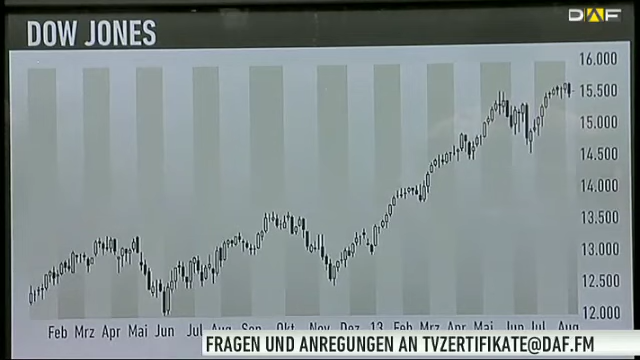 DAF
DOW JONES
16.000
15.500
15.000
14.500
14.000
13.500
13.000
12.500
12.000
Feb Mrz Apr Mai Jun Jul Aug Sep Okt Nov Dez 13 Feb Mrz Apr Mai Jun Jul Aug
FRAGEN UND ANREGUNGEN AN TVZERTIFIKATE@DAF.FM